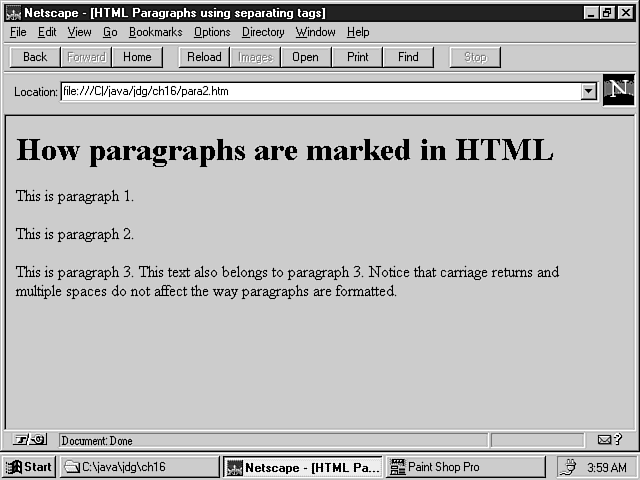 Netscape - [HTML Paragraphs using separating tags]
File Edit View Go Bookmarks Options Directory Window Help
Back Forward Home Reload Images Open Print Find Stop
Location: file:///C|/java/jdg/ch16/para2.htm
N
How paragraphs are marked in HTML
This is paragraph 1.
This is paragraph 2.
This is paragraph 3. This text also belongs to paragraph 3. Notice that carriage returns and
multiple spaces do not affect the way paragraphs are formatted.
Document: Done
Start C:\java\jdg\ch16 Netscape - [HTML Pa... Paint Shop Pro 3:59 AM